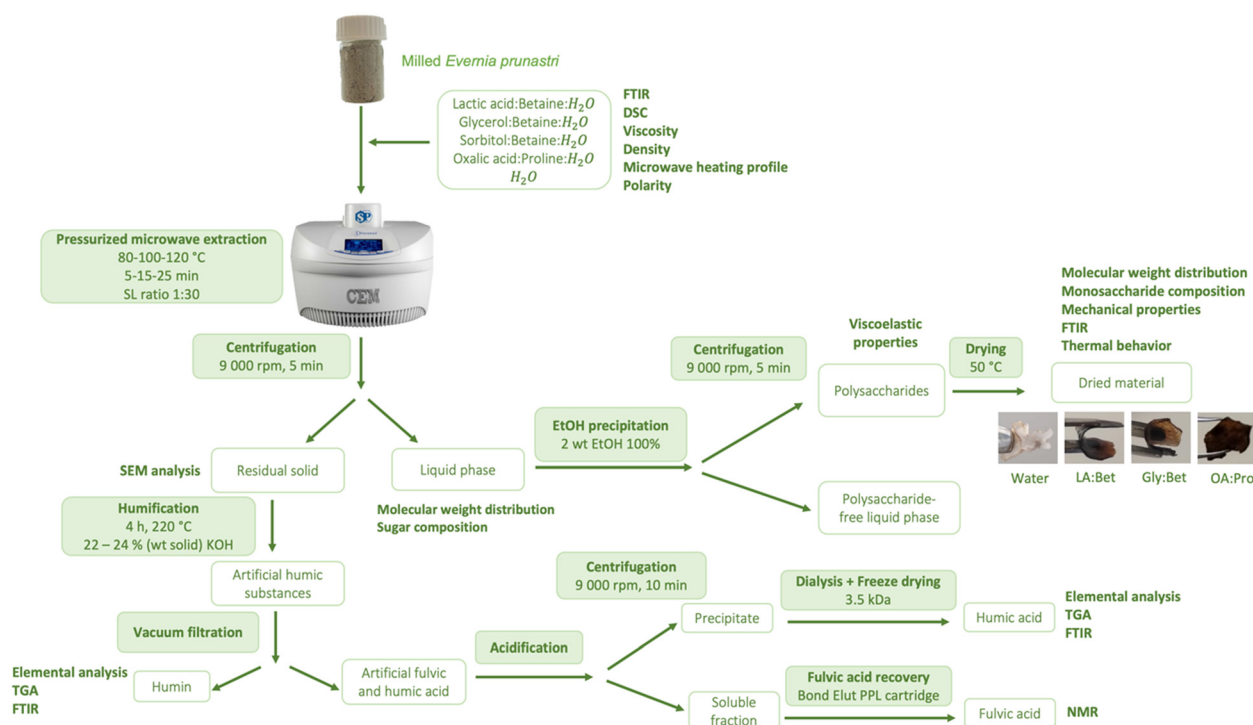 Milled Evernia prunastri
Lactic acid:Betaine:H₂O
Glycerol:Betaine:H₂O
Sorbitol:Betaine:H₂O
Oxalic acid:Proline:H₂O
H₂O
FTIR
DSC
Viscosity
Density
Microwave heating profile
Polarity
Pressurized microwave extraction
80-100-120 °C
5-15-25 min
SL ratio 1:30
SP
CEM
Centrifugation
9 000 rpm, 5 min
Residual solid
SEM analysis
Liquid phase
Molecular weight distribution
Sugar composition
EtOH precipitation
2 wt EtOH 100%
Centrifugation
9 000 rpm, 5 min
Viscoelastic
properties
Polysaccharides
Drying
50 °C
Molecular weight distribution
Monosaccharide composition
Mechanical properties
FTIR
Thermal behavior
Dried material
Water
LA:Bet
Gly:Bet
OA:Pro
Polysaccharide-
free liquid phase
Humification
4 h, 220 °C
22 – 24 % (wt solid) KOH
Artificial humic
substances
Vacuum filtration
Elemental analysis
TGA
FTIR
Humin
Artificial fulvic
and humic acid
Acidification
Centrifugation
9 000 rpm, 10 min
Precipitate
Dialysis + Freeze drying
3.5 kDa
Humic acid
Elemental analysis
TGA
FTIR
Soluble
fraction
Fulvic acid recovery
Bond Elut PPL cartridge
Fulvic acid
NMR